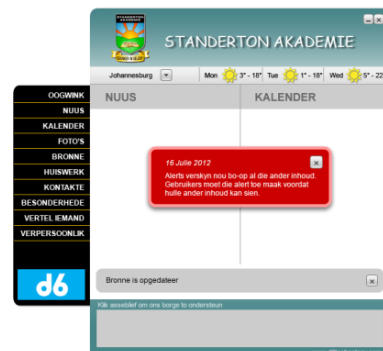 STANDERTON
AKADEMIE
STANDERTON AKADEMIE
Johannesburg
Mon 3° - 18° Tue 1° - 18° Wed 5° - 22
OOGWINK
NUUS
KALENDER
FOTO'S
BRONNE
HUISWERK
KONTAKTE
BESONDERHEDE
VERTEL IEMAND
VERPERSOONLIK
d6
NUUS
KALENDER
16 Julie 2012
Alerts verskyn nou bo-op al die ander inhoud.
Gebruikers moet die alert toe maak voordat
hulle ander inhoud kan sien.
Bronne is opgedateer
Klik asseblief om ons borge to ondersteun